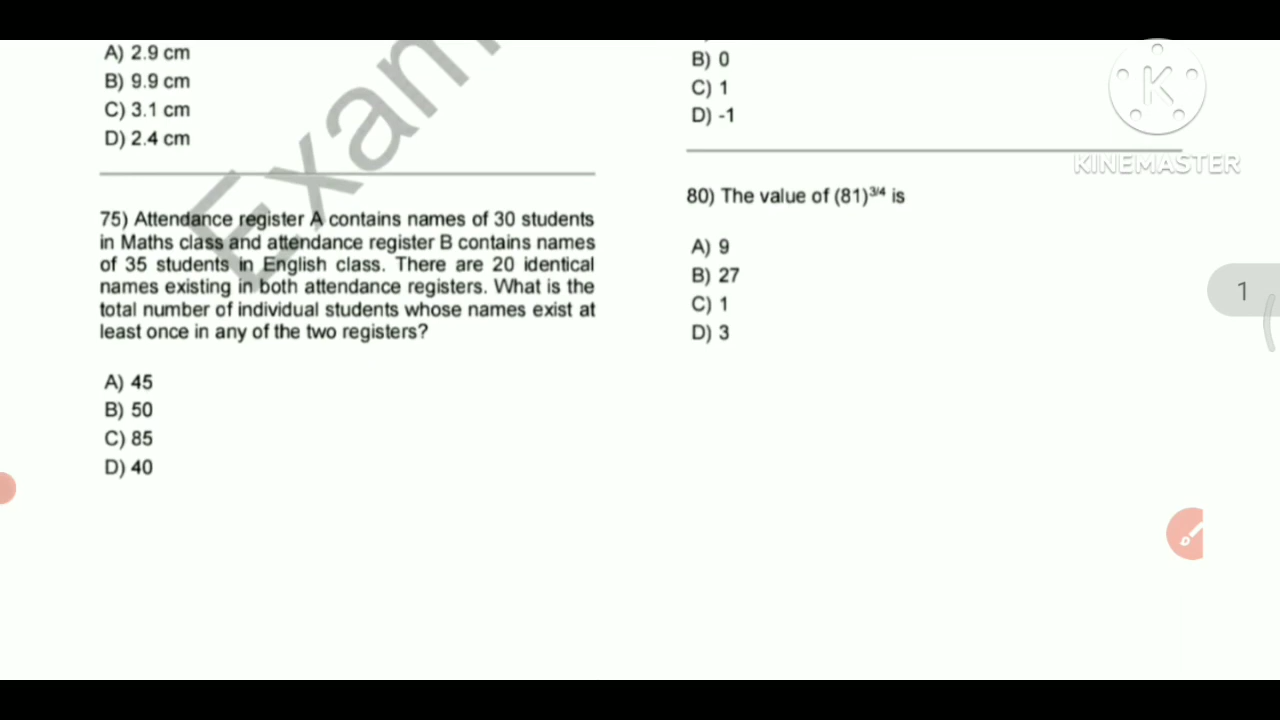 A) 2.9 cm
B) 9.9 cm
C) 3.1 cm
D) 2.4 cm
75) Attendance register A contains names of 30 students
in Maths class and attendance register B contains names
of 35 students in English class. There are 20 identical
names existing in both attendance registers. What is the
total number of individual students whose names exist at
least once in any of the two registers?
A) 45
B) 50
C) 85
D) 40
B) 0
C) 1
D) -1
80) The value of (81)^3/4 is
A) 9
B) 27
C) 1
D) 3
Exam
K
KINEMASTER
1